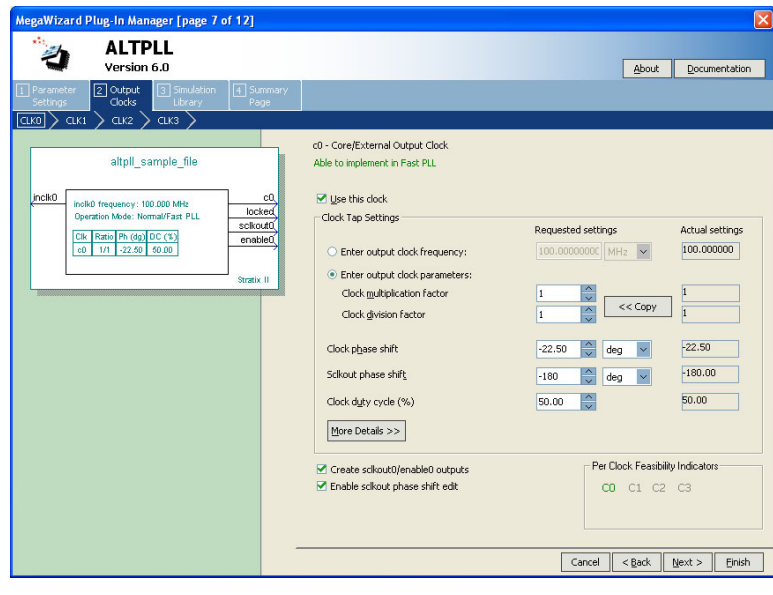 MegaWizard Plug-In Manager [page 7 of 12]
ALTPLL
Version 6.0
About
Documentation
1 Parameter Settings
2 Output Clocks
3 Simulation Library
4 Summary Page
CLK0
CLK1
CLK2
CLK3
altpll_sample_file
inclk0
inclk0 frequency: 100.000 MHz
Operation Mode: Normal/Fast PLL
Clk Ratio Ph (dg) DC (%)
c0 1/1 -22.50 50.00
c0
locked
sclkout0
enable0
Stratix II
c0 - Core/External Output Clock
Able to implement in Fast PLL
Use this clock
Clock Tap Settings
Requested settings Actual settings
Enter output clock frequency: 100.0000000C MHz 100.000000
Enter output clock parameters:
Clock multiplication factor 1 1
<< Copy
Clock division factor 1 1
Clock phase shift -22.50 deg -22.50
Sclkout phase shift -180 deg -180.00
Clock duty cycle (%) 50.00 50.00
More Details >>
Create sclkout0/enable0 outputs
Enable sclkout phase shift edit
Per Clock Feasibility Indicators
C0 C1 C2 C3
Cancel
< Back
Next >
Finish